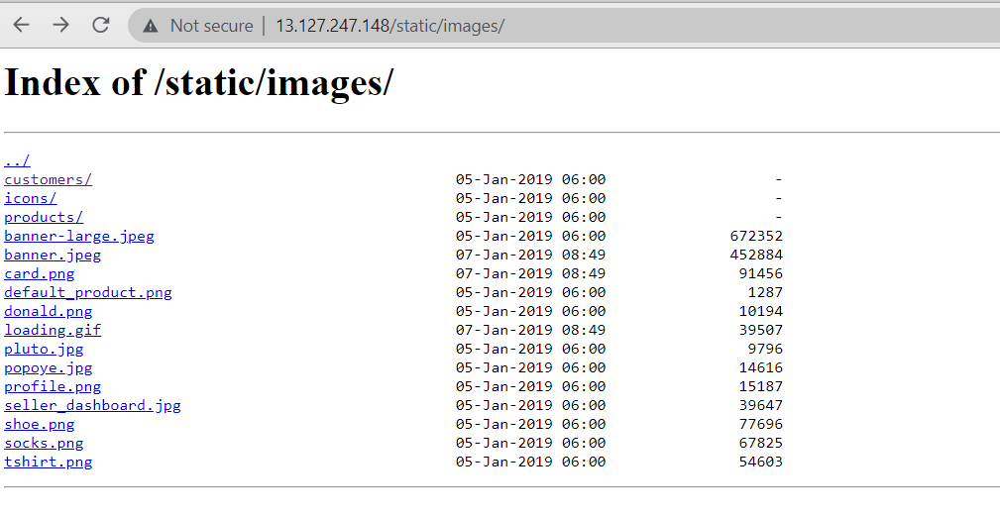 Not secure | 13.127.247.148/static/images/
Index of /static/images/
../
customers/ 05-Jan-2019 06:00 -
icons/ 05-Jan-2019 06:00 -
products/ 05-Jan-2019 06:00 -
banner-large.jpeg 05-Jan-2019 06:00 672352
banner.jpeg 07-Jan-2019 08:49 452884
card.png 07-Jan-2019 08:49 91456
default_product.png 05-Jan-2019 06:00 1287
donald.png 05-Jan-2019 06:00 10194
loading.gif 07-Jan-2019 08:49 39507
pluto.jpg 05-Jan-2019 06:00 9796
popoye.jpg 05-Jan-2019 06:00 14616
profile.png 05-Jan-2019 06:00 15187
seller_dashboard.jpg 05-Jan-2019 06:00 39647
shoe.png 05-Jan-2019 06:00 77696
socks.png 05-Jan-2019 06:00 67825
tshirt.png 05-Jan-2019 06:00 54603